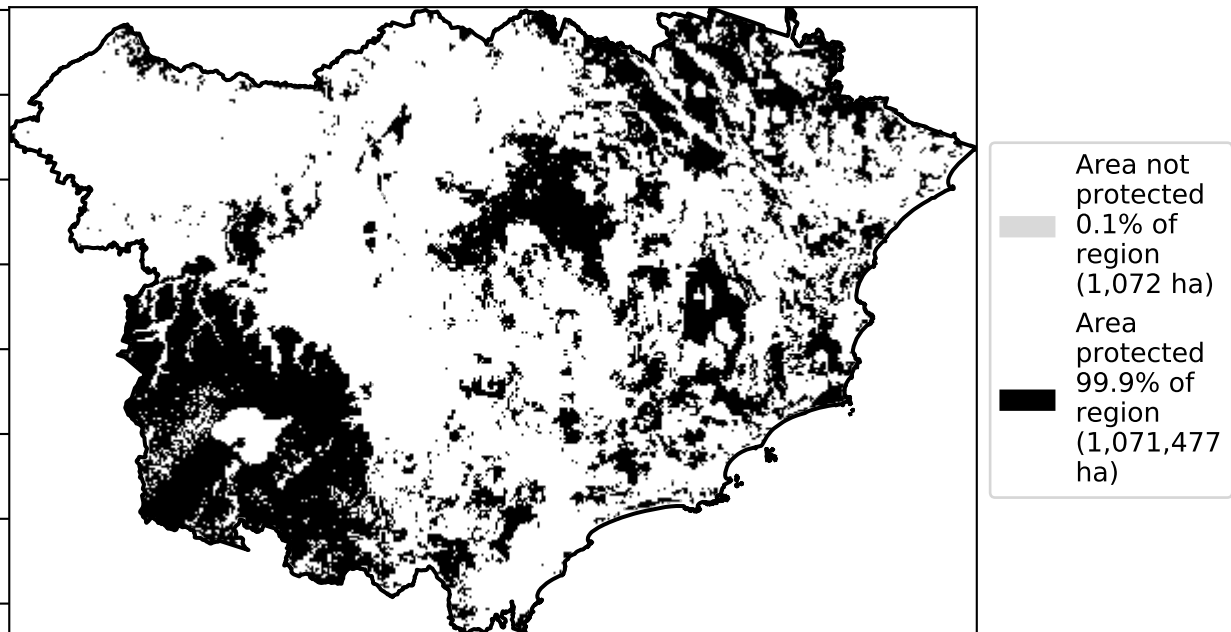 Area not
protected
0.1% of
region
(1,072 ha)
Area
protected
99.9% of
region
(1,071,477
ha)